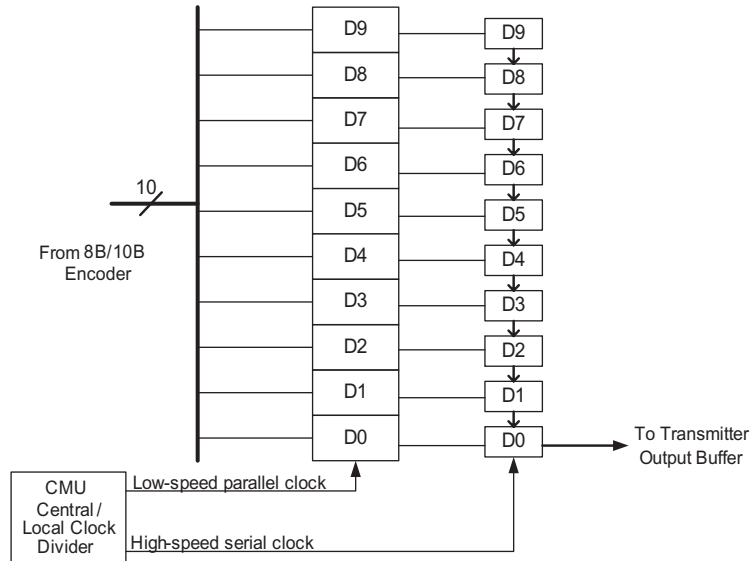 D9
D9
D8
D8
D7
D7
D6
D6
10
D5
D5
From 8B/10B
Encoder
D4
D4
D3
D3
D2
D2
D1
D1
D0
D0
To Transmitter
Output Buffer
CMU
Central/
Local Clock
Divider
Low-speed parallel clock
High-speed serial clock